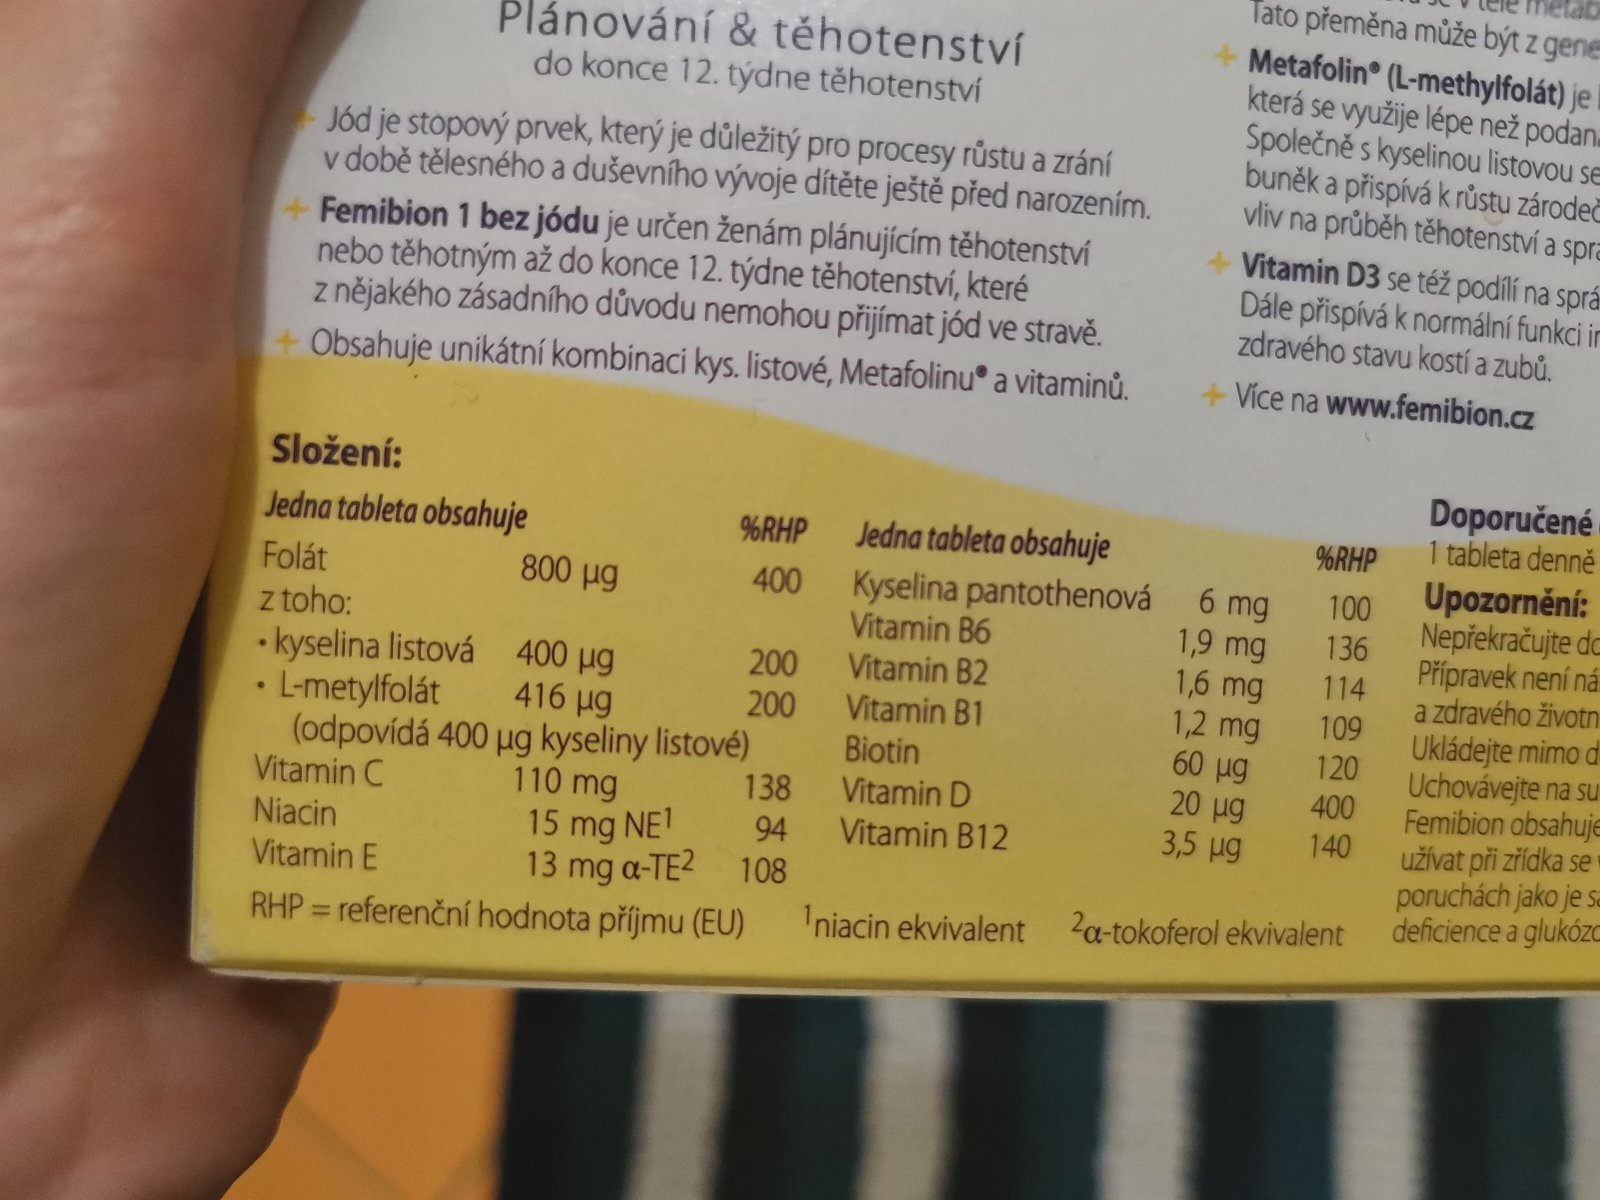 Plánování & těhotenství
do konce 12. týdne těhotenství
Jód je stopový prvek, který je důležitý pro procesy růstu a zrání
v době tělesného a duševního vývoje dítěte ještě před narozením.
Femibion 1 bez jódu je určen ženám plánujícím těhotenství
nebo těhotným až do konce 12. týdne těhotenství, které
z nějakého zásadního důvodu nemohou přijímat jód ve stravě.
Obsahuje unikátní kombinaci kys. listové, Metafolinu® a vitaminů.
se v těle
Tato přeměna může být z
Metafolin® (L-methylfolát) je
která se využije lépe než
Společně s kyselinou listovou se
buněk a přispívá k růstu
vliv na průběh těhotenství a
Vitamin D3 se též podílí na
Dále přispívá k normální funkci
zdravého stavu kostí a zubů.
Více na www.femibion.cz
Složení:
Jedna tableta obsahuje %RHP
Folát 800 µg 400
z toho:
• kyselina listová 400 µg 200
• L-metylfolát 416 µg 200
(odpovídá 400 µg kyseliny listové)
Vitamin C 110 mg 138
Niacin 15 mg NE¹ 94
Vitamin E 13 mg α-TE² 108
Jedna tableta obsahuje %RHP
Kyselina pantothenová 6 mg 100
Vitamin B6 1,9 mg 136
Vitamin B2 1,6 mg 114
Vitamin B1 1,2 mg 109
Biotin 60 µg 120
Vitamin D 20 µg 400
Vitamin B12 3,5 µg 140
RHP = referenční hodnota příjmu (EU) ¹niacin ekvivalent ²α-tokoferol ekvivalent
Doporučené
1 tableta denně
Upozornění:
Nepřekračujte
Přípravek není
a zdravého
Ukládejte mimo
Uchovávejte na
Femibion obsahuje
užívat při zřídka se
poruchách jako je
deficience a